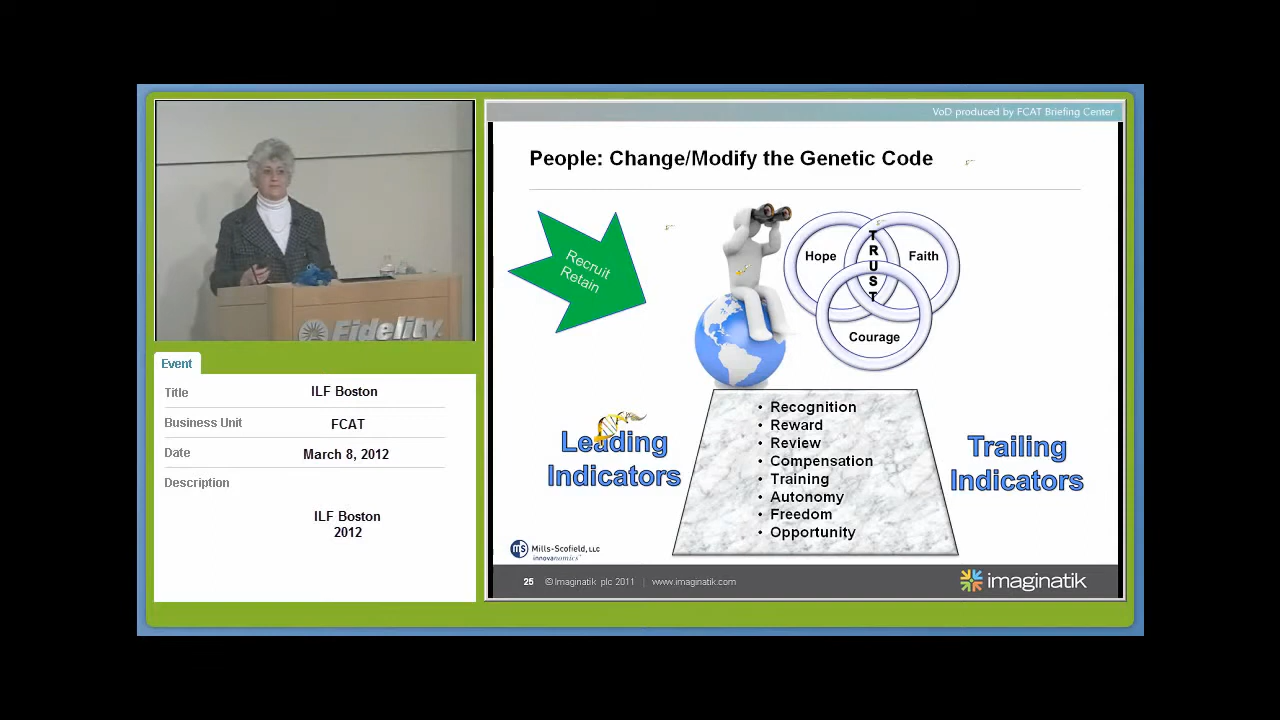 VoD produced by FCAT Briefing Center
People: Change/Modify the Genetic Code
Recruit
Retain
Hope
Faith
TRUST
Courage
Fidelity
Event
Title ILF Boston
Business Unit FCAT
Date March 8, 2012
Description
ILF Boston
2012
• Recognition
• Reward
• Review
• Compensation
• Training
• Autonomy
• Freedom
• Opportunity
Leading
Indicators
Trailing
Indicators
MS Mills-Scofield, LLC
innovanomics
25 © Imaginatik plc 2011 | www.imaginatik.com
imaginatik